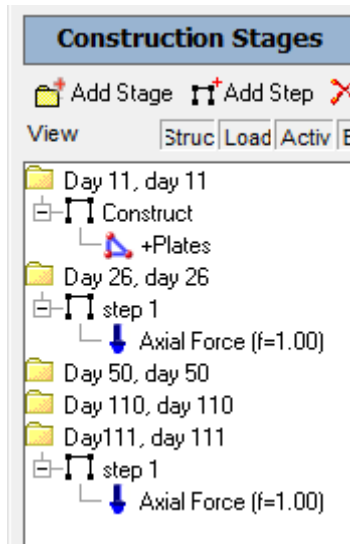 Construction Stages
Add Stage Add Step
View Struc Load Activ E
Day 11, day 11
Construct
+Plates
Day 26, day 26
step 1
Axial Force (f=1.00)
Day 50, day 50
Day 110, day 110
Day111, day 111
step 1
Axial Force (f=1.00)